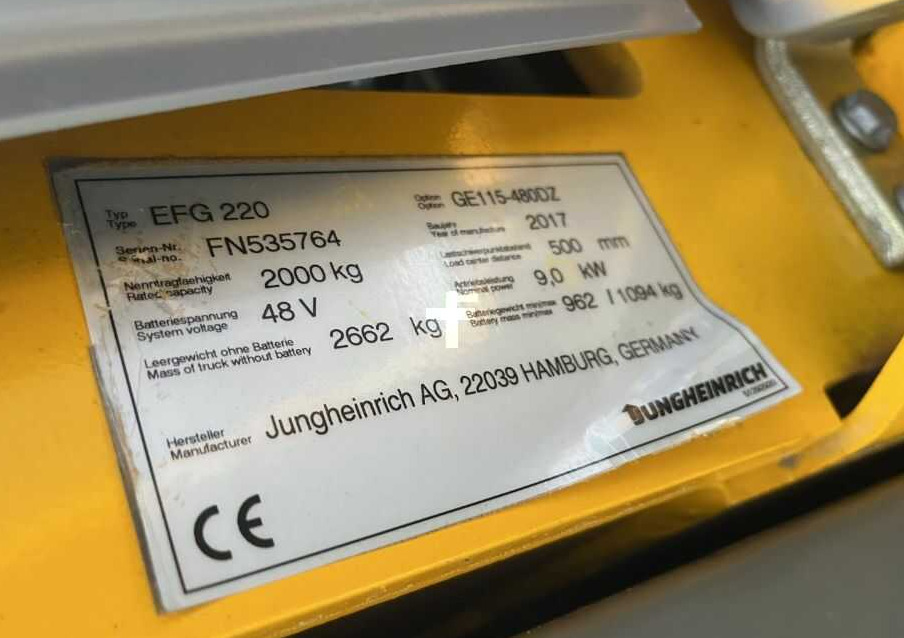 Typ EFG 220 Option GE115-480DZ
Type Option
Serien-Nr. FN535764 Baujahr 2017
Serial-no. Year of manufacture
Nenntragfaehigkeit 2000 kg Lastschwerpunktabstand 500 mm
Rated capacity Load center distance
Batteriespannung 48 V Antriebsleistung 9,0 kW
System voltage Nominal power
Leergewicht ohne Batterie 2662 kg Batteriegewicht min/max 962 / 1094 kg
Mass of truck without battery Battery mass min/max
Hersteller Jungheinrich AG, 22039 HAMBURG, GERMANY
Manufacturer
JUNGHEINRICH
CE